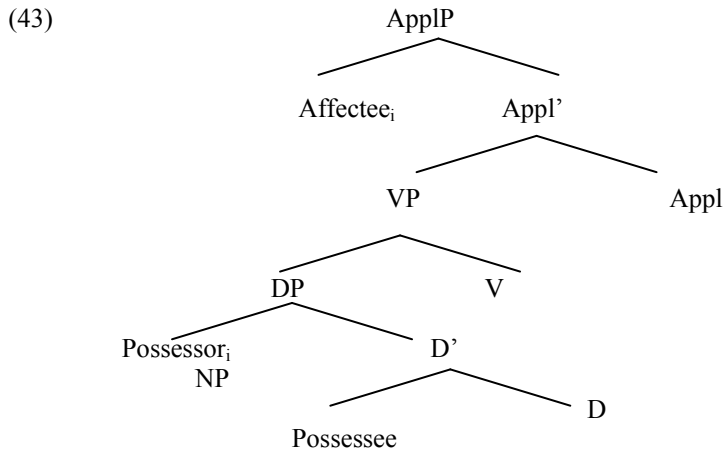 (43) ApplP
Affecteeᵢ Appl’
VP Appl
DP V
Possessorᵢ D’
NP
D
Possessee